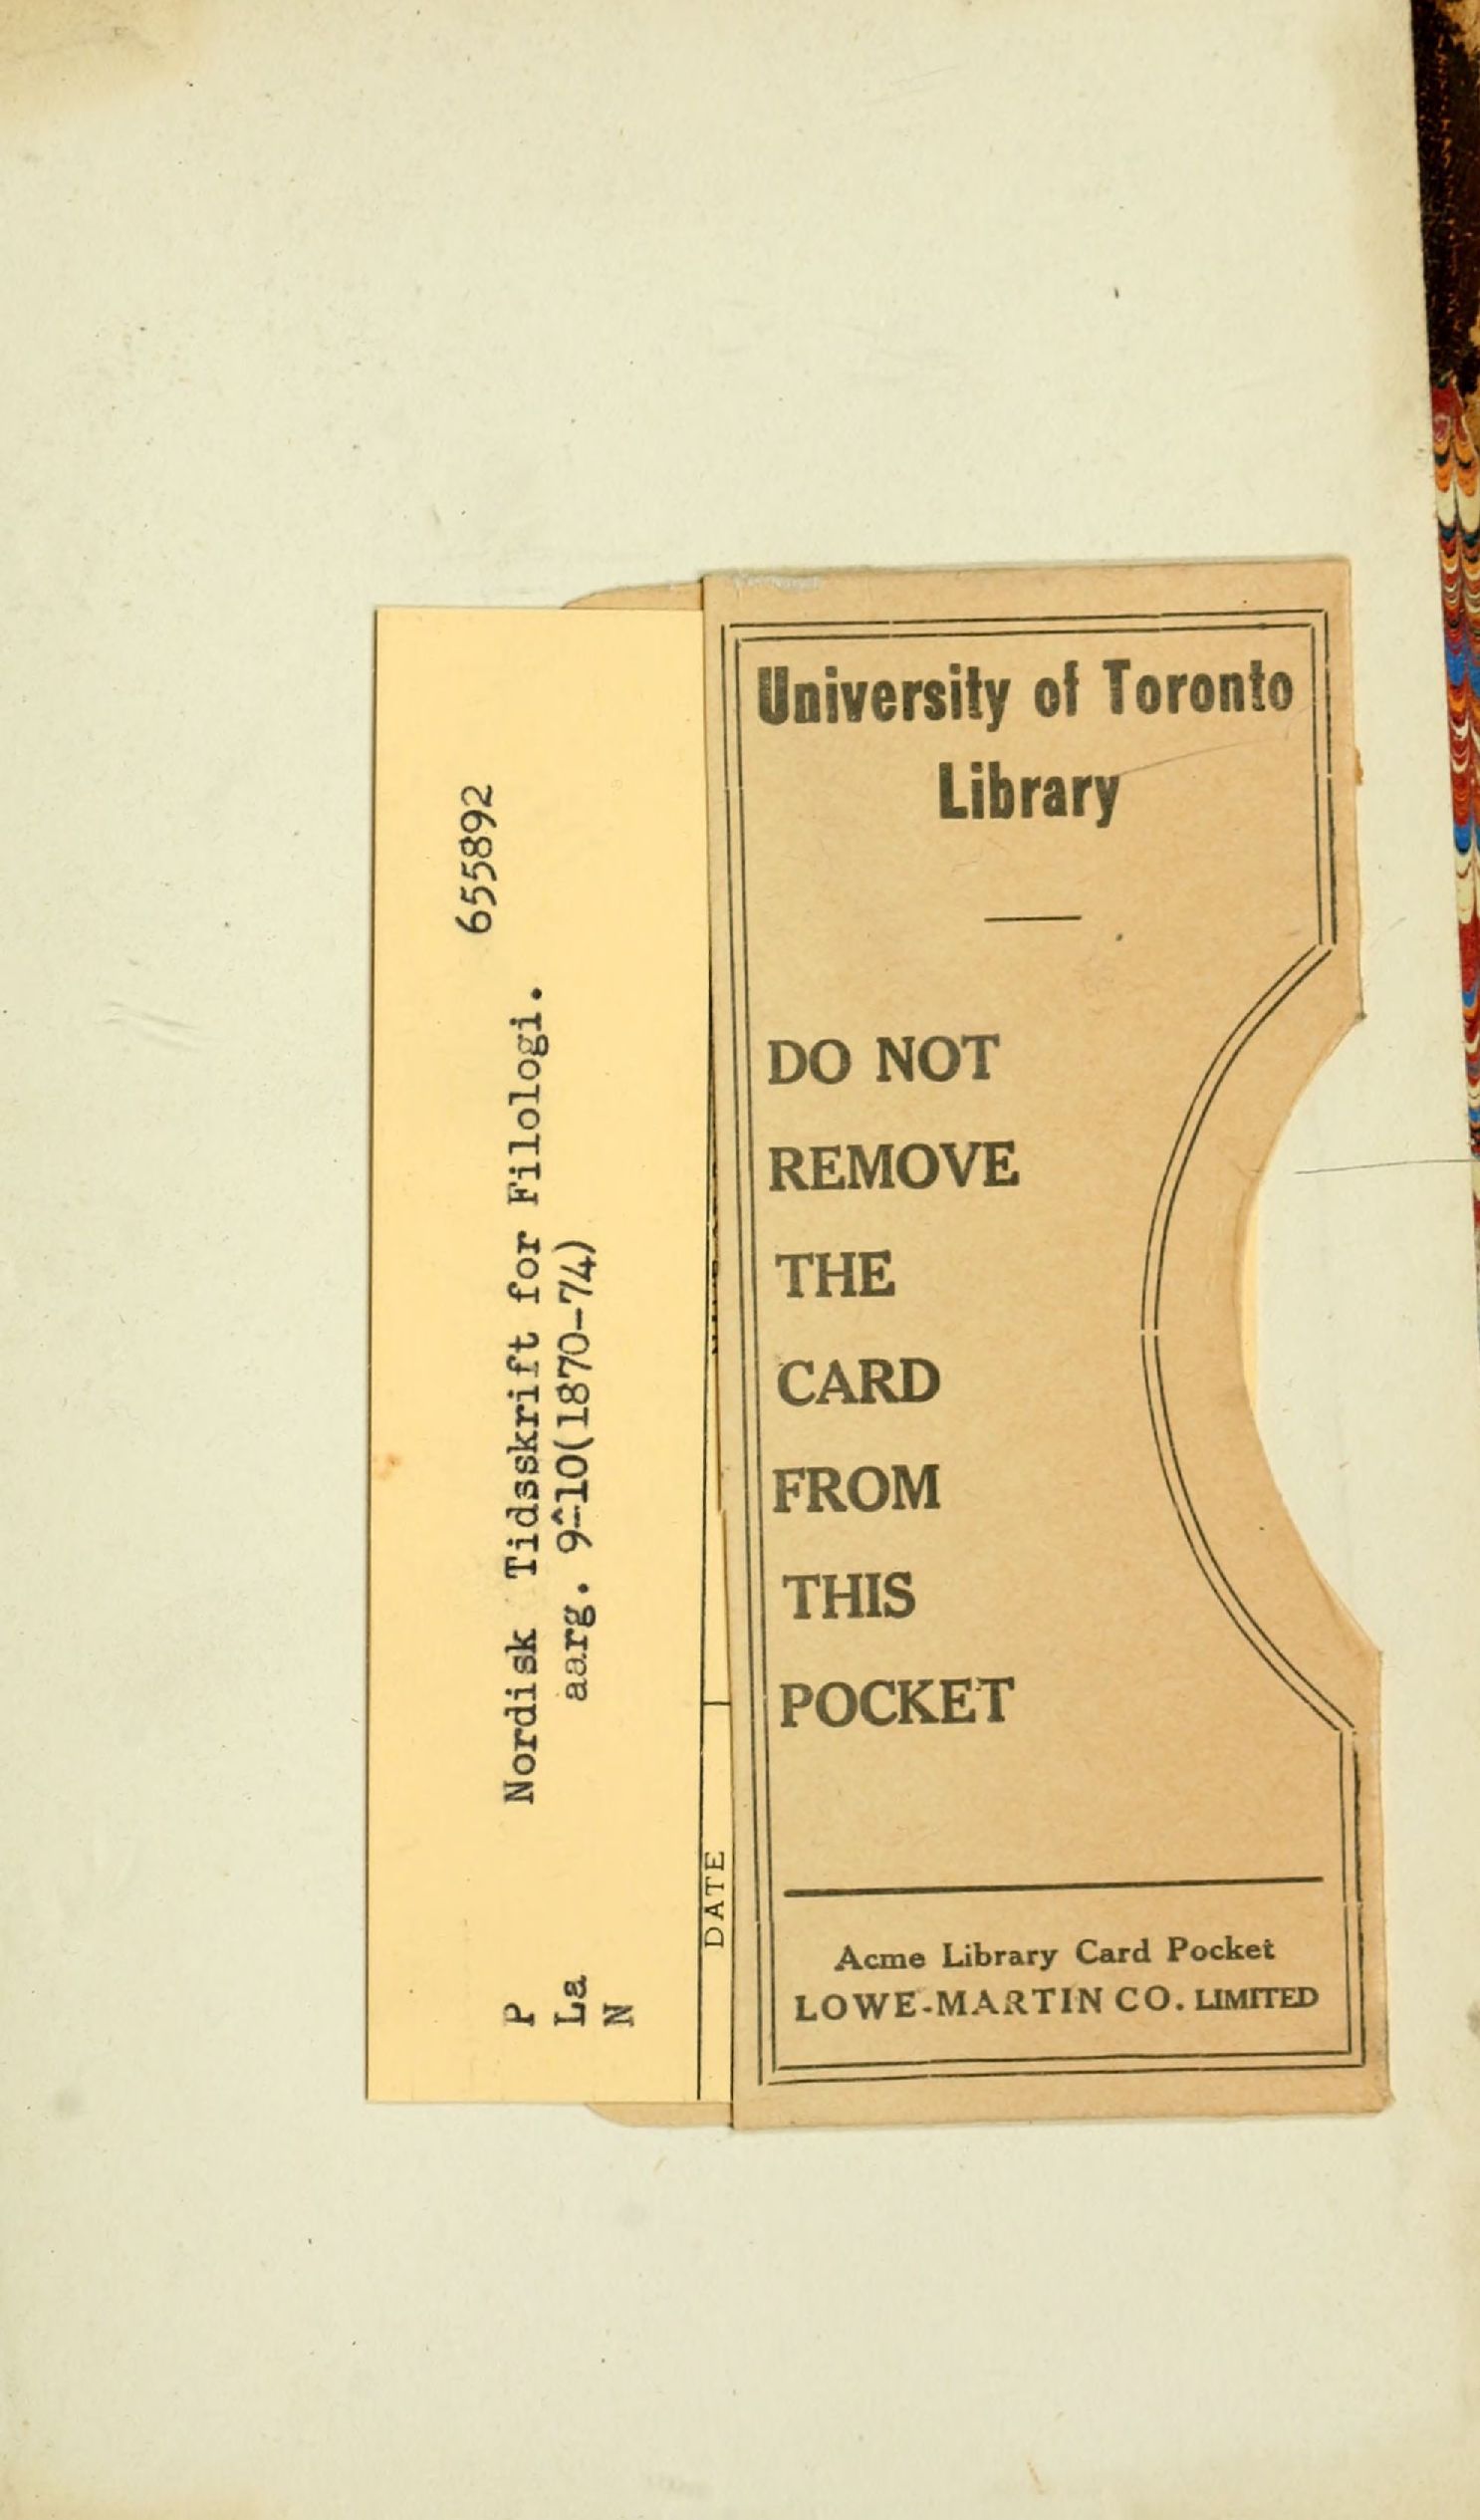 655892
P Nordisk Tidsskrift for Filologi.
La aarg. 9-10(1870-74)
N
DATE
University of Toronto
Library
DO NOT
REMOVE
THE
CARD
FROM
THIS
POCKET
Acme Library Card Pocket
LOWE-MARTIN CO. LIMITED